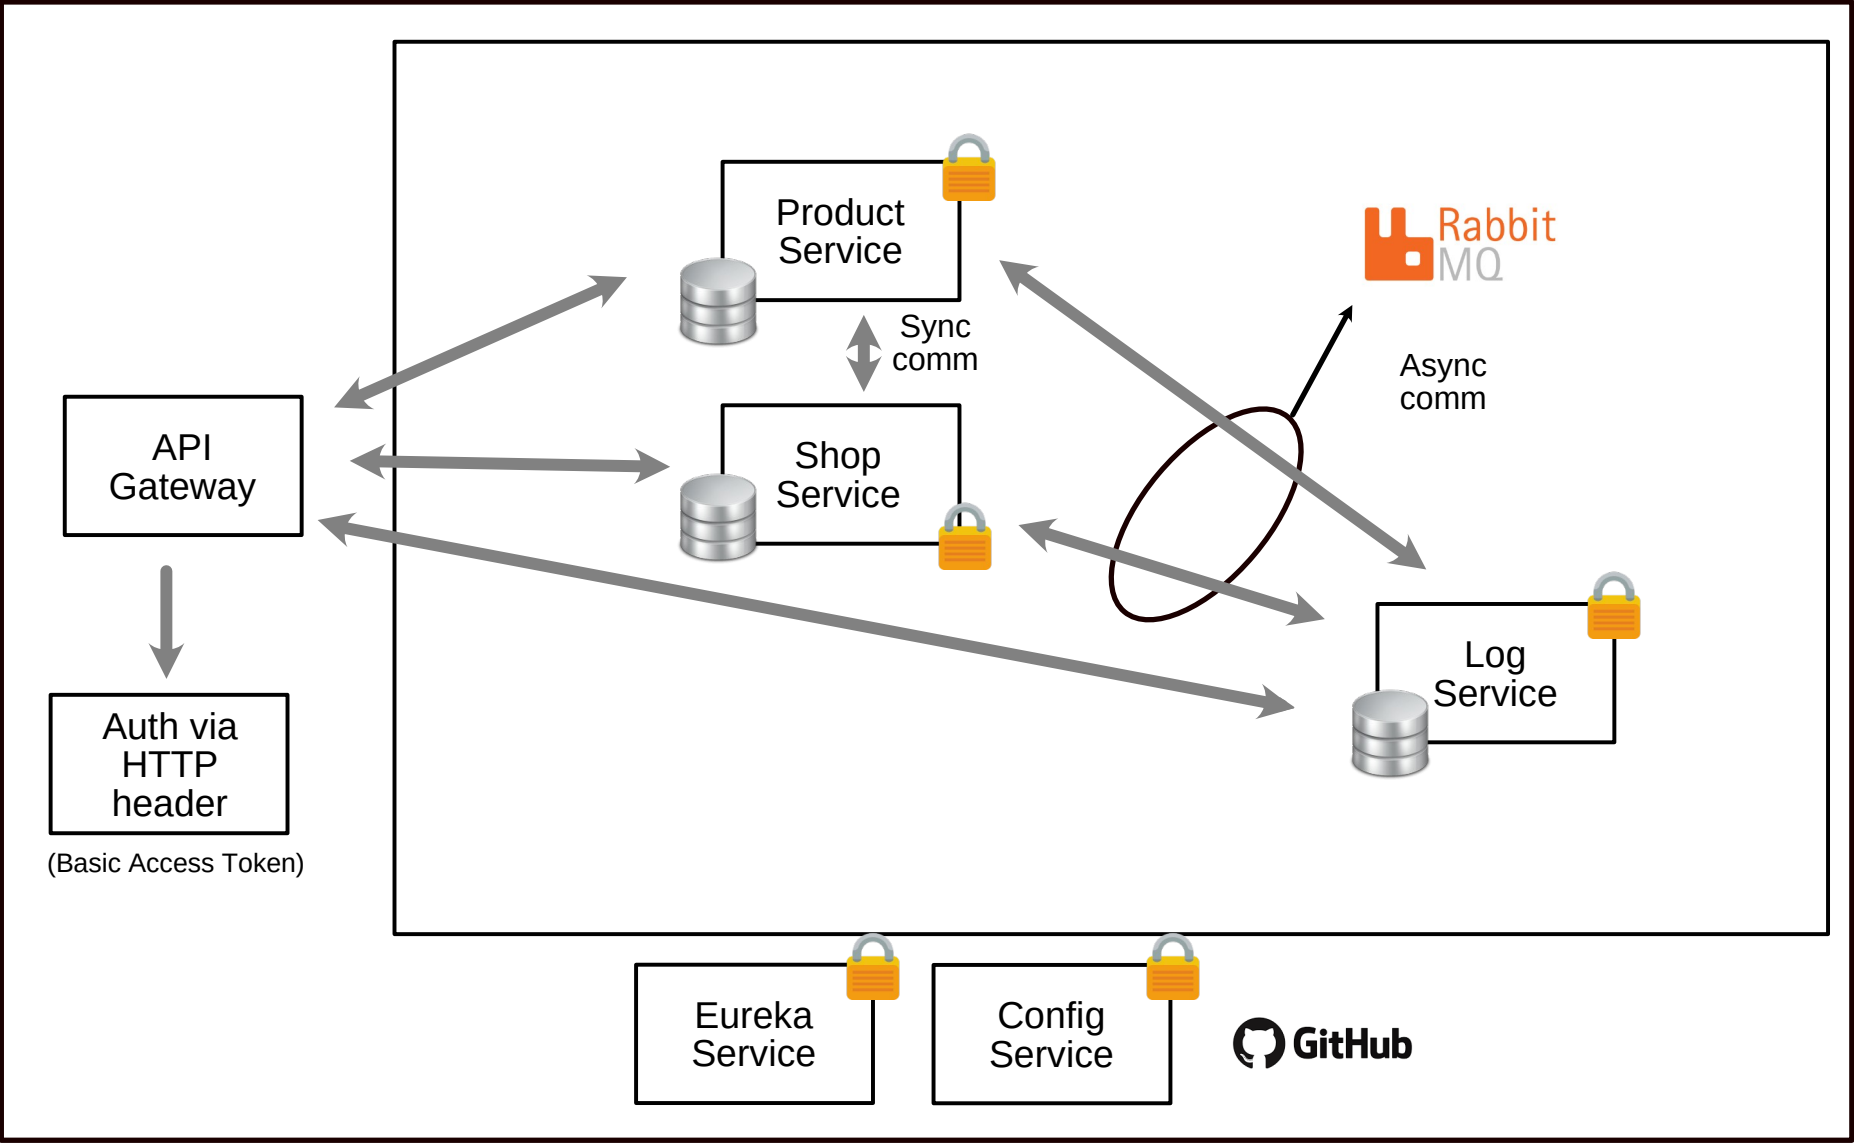 Product
Service
Rabbit
MQ
Sync
comm
Async
comm
API
Gateway
Shop
Service
Log
Service
Auth via
HTTP
header
(Basic Access Token)
Eureka
Service
Config
Service
GitHub